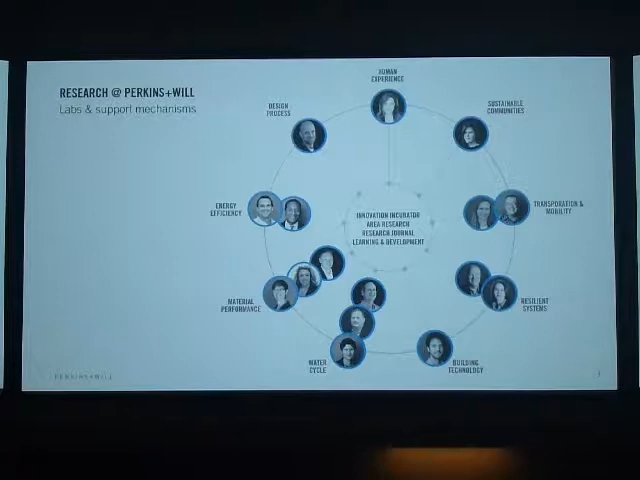 RESEARCH @ PERKINS+WILL
Labs & support mechanisms
HUMAN
EXPERIENCE
DESIGN
PROCESS
SUSTAINABLE
COMMUNITIES
ENERGY
EFFICIENCY
TRANSPORATION &
MOBILITY
INNOVATION INCUBATOR
AREA RESEARCH
RESEARCH JOURNAL
LEARNING & DEVELOPMENT
MATERIAL
PERFORMANCE
RESILIENT
SYSTEMS
WATER
CYCLE
BUILDING
TECHNOLOGY
PERKINS+WILL